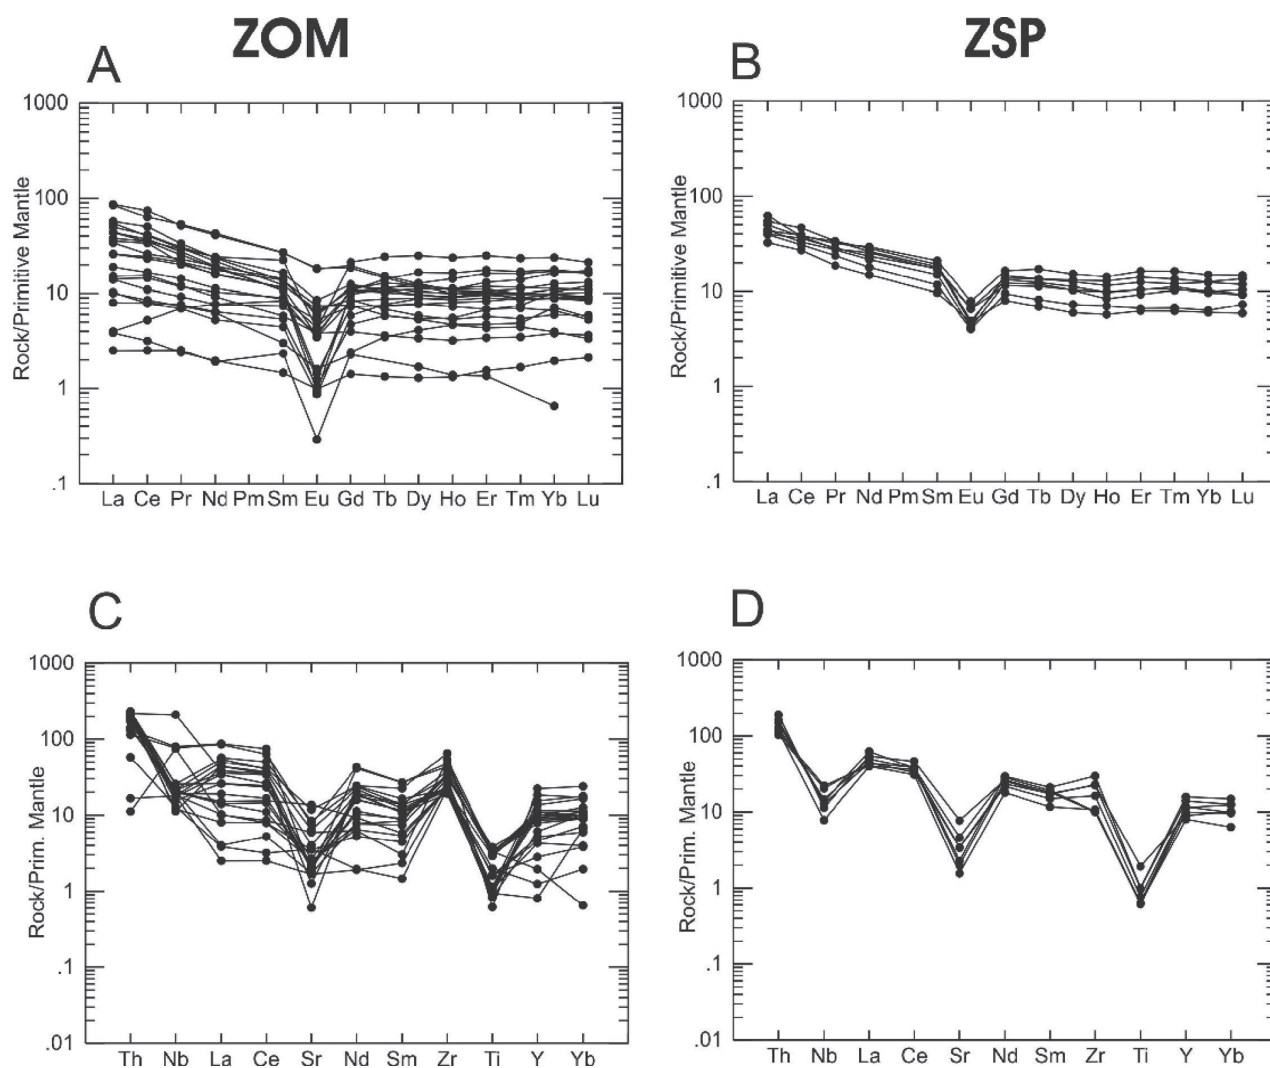 ZOM
ZSP
A
B
1000
100
10
1
.1
Rock/Primitive Mantle
La Ce Pr Nd Pm Sm Eu Gd Tb Dy Ho Er Tm Yb Lu
1000
100
10
1
.1
Rock/Primitive Mantle
La Ce Pr Nd Pm Sm Eu Gd Tb Dy Ho Er Tm Yb Lu
C
D
1000
100
10
1
.1
.01
Rock/Prim. Mantle
Th Nb La Ce Sr Nd Sm Zr Ti Y Yb
1000
100
10
1
.1
.01
Rock/Prim. Mantle
Th Nb La Ce Sr Nd Sm Zr Ti Y Yb